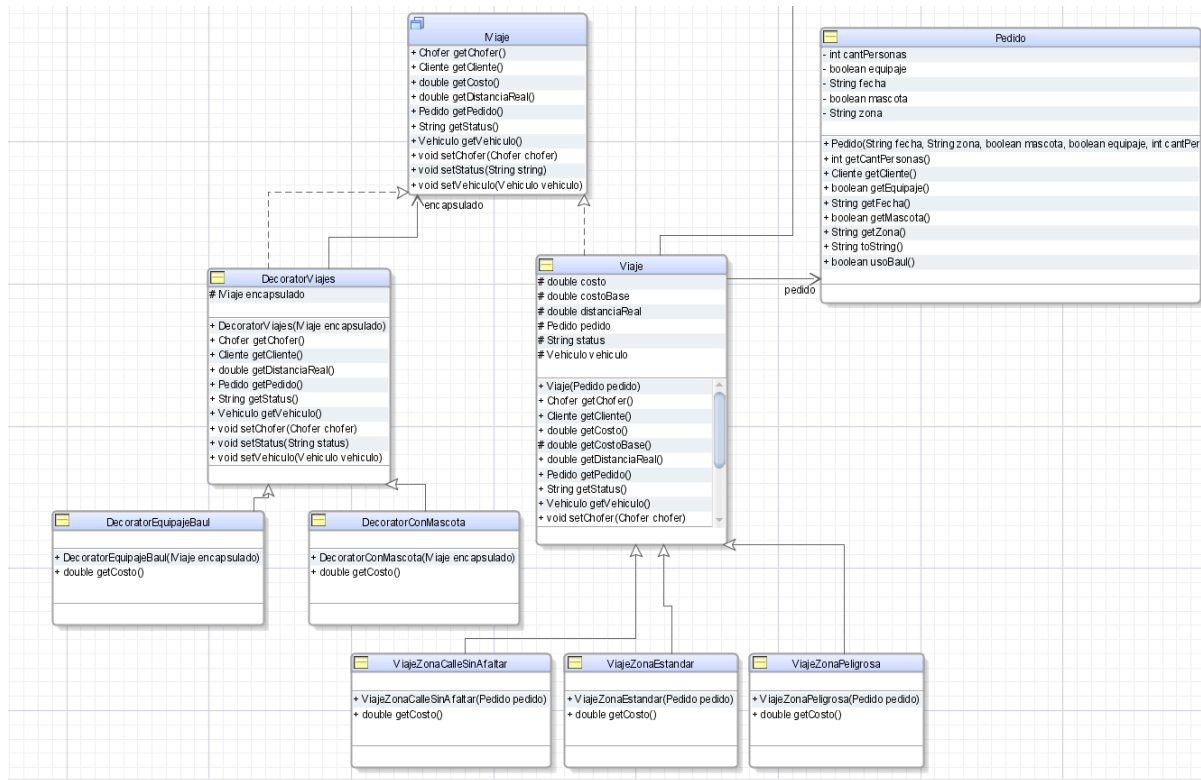 IViaje
+ Chofer getChofer()
+ Cliente getCliente()
+ double getCosto()
+ double getDistanciaReal()
+ Pedido getPedido()
+ String getStatus()
+ Vehiculo getVehiculo()
+ void setChofer(Chofer chofer)
+ void setStatus(String string)
+ void setVehiculo(Vehiculo vehiculo)
Pedido
- int cantPersonas
- boolean equipaje
- String fecha
- boolean mascota
- String zona
+ Pedido(String fecha, String zona, boolean mascota, boolean equipaje, int cantPer
+ int getCantPersonas()
+ Cliente getCliente()
+ boolean getEquipaje()
+ String getFecha()
+ boolean getMascota()
+ String getZona()
+ String toString()
+ boolean usoBaul()
encapsulado
pedido
DecoratorViajes
# IViaje encapsulado
+ DecoratorViajes(IViaje encapsulado)
+ Chofer getChofer()
+ Cliente getCliente()
+ double getDistanciaReal()
+ Pedido getPedido()
+ String getStatus()
+ Vehiculo getVehiculo()
+ void setChofer(Chofer chofer)
+ void setStatus(String status)
+ void setVehiculo(Vehiculo vehiculo)
Viaje
# double costo
# double costoBase
# double distanciaReal
# Pedido pedido
# String status
# Vehiculo vehiculo
+ Viaje(Pedido pedido)
+ Chofer getChofer()
+ Cliente getCliente()
+ double getCosto()
# double getCostoBase()
+ double getDistanciaReal()
+ Pedido getPedido()
+ String getStatus()
+ Vehiculo getVehiculo()
+ void setChofer(Chofer chofer)
DecoratorEquipajeBaul
+ DecoratorEquipajeBaul(IViaje encapsulado)
+ double getCosto()
DecoratorConMascota
+ DecoratorConMascota(IViaje encapsulado)
+ double getCosto()
ViajeZonaCalleSinAfaltar
+ ViajeZonaCalleSinAfaltar(Pedido pedido)
+ double getCosto()
ViajeZonaEstandar
+ ViajeZonaEstandar(Pedido pedido)
+ double getCosto()
ViajeZonaPeligrosa
+ ViajeZonaPeligrosa(Pedido pedido)
+ double getCosto()